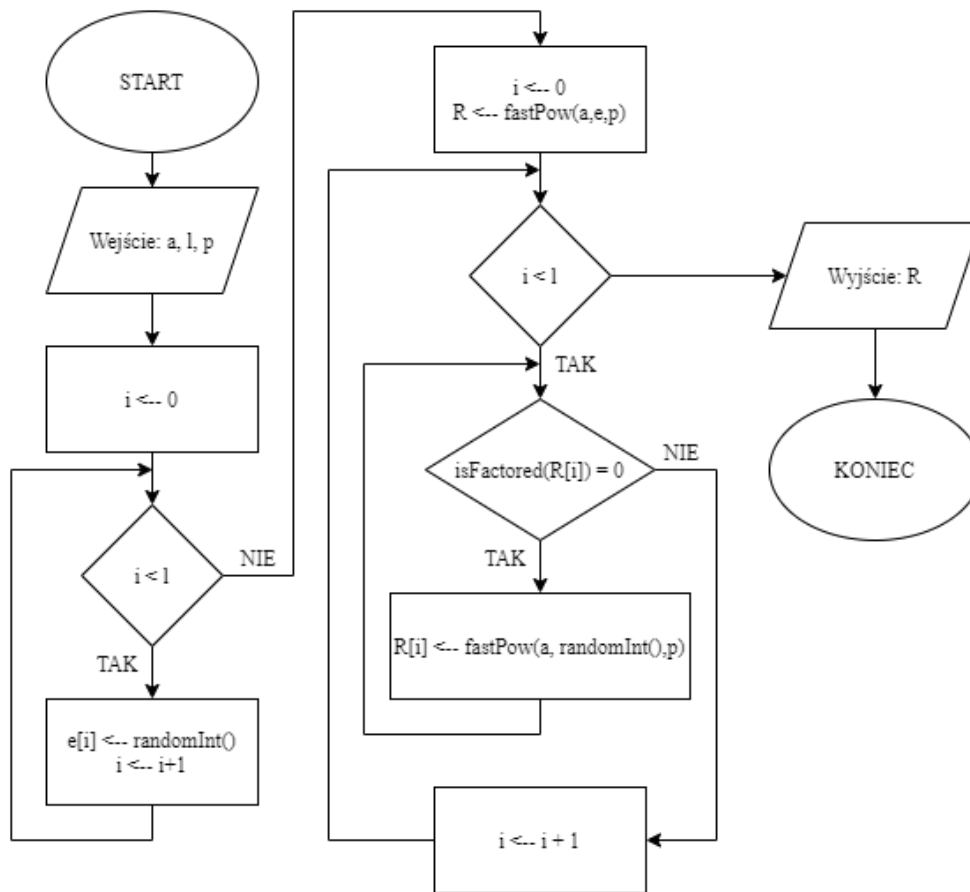 START
Wejście: a, l, p
i <-- 0
i < l
NIE
TAK
e[i] <-- randomInt()
i <-- i+1
i <-- 0
R <-- fastPow(a,e,p)
i < l
TAK
isFactored(R[i]) = 0
NIE
TAK
R[i] <-- fastPow(a, randomInt(),p)
i <-- i + 1
Wyjście: R
KONIEC